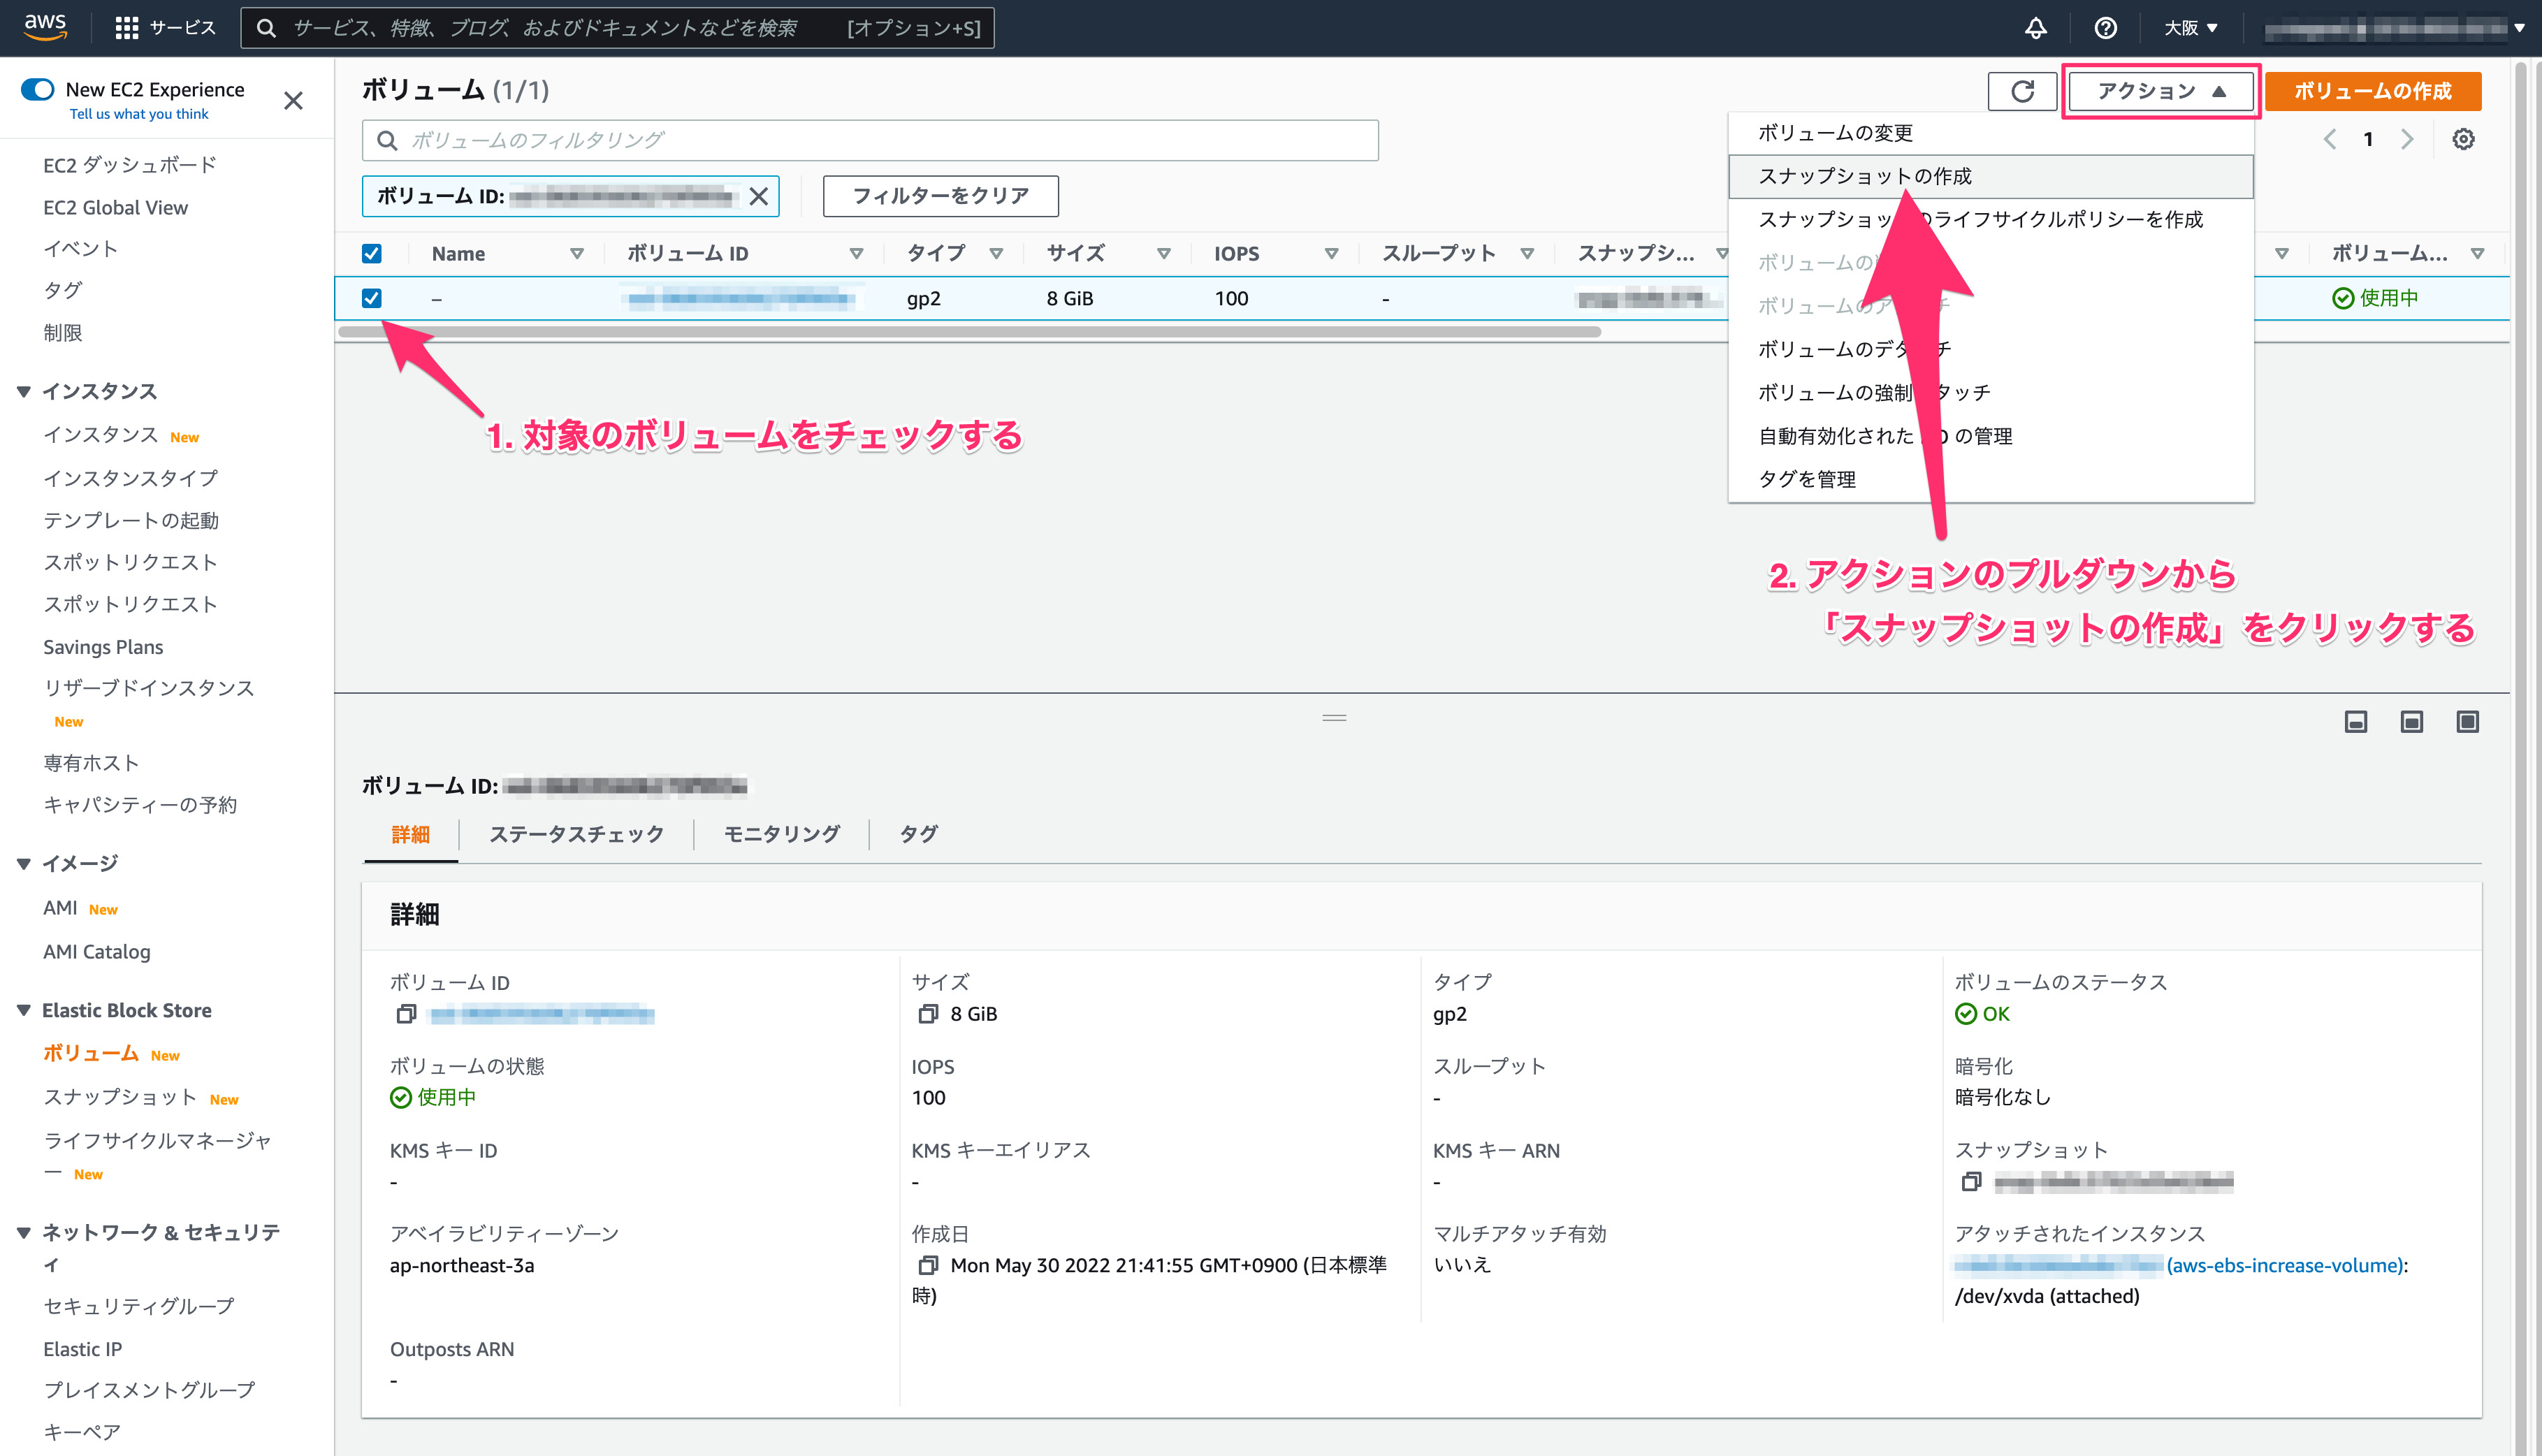 aws
サービス
サービス、特徴、ブログ、およびドキュメントなどを検索 [オプション+S]
大阪
New EC2 Experience
Tell us what you think
EC2 ダッシュボード
EC2 Global View
イベント
タグ
制限
インスタンス
インスタンス New
インスタンスタイプ
テンプレートの起動
スポットリクエスト
スポットリクエスト
Savings Plans
リザーブドインスタンス
New
専有ホスト
キャパシティーの予約
イメージ
AMI New
AMI Catalog
Elastic Block Store
ボリューム New
スナップショット New
ライフサイクルマネージャ
ー New
ネットワーク & セキュリテ
ィ
セキュリティグループ
Elastic IP
プレイスメントグループ
キーペア
ボリューム (1/1)
アクション
ボリュームの作成
ボリュームのフィルタリング
1
ボリューム ID:
フィルターをクリア
Name ボリューム ID タイプ サイズ IOPS スループット スナップシ... ボリューム...
– gp2 8 GiB 100 - 使用中
ボリュームの変更
スナップショットの作成
スナップショッ のライフサイクルポリシーを作成
ボリュームの
ボリュームのア チ
ボリュームのデタ チ
ボリュームの強制 タッチ
自動有効化された O の管理
タグを管理
1. 対象のボリュームをチェックする
2. アクションのプルダウンから
「スナップショットの作成」をクリックする
ボリューム ID:
詳細 ステータスチェック モニタリング タグ
詳細
ボリューム ID
サイズ
8 GiB
タイプ
gp2
ボリュームのステータス
OK
ボリュームの状態
使用中
IOPS
100
スループット
-
暗号化
暗号化なし
KMS キー ID
-
KMS キーエイリアス
-
KMS キー ARN
-
スナップショット
アベイラビリティーゾーン
ap-northeast-3a
作成日
Mon May 30 2022 21:41:55 GMT+0900 (日本標準
時)
マルチアタッチ有効
いいえ
アタッチされたインスタンス
(aws-ebs-increase-volume):
/dev/xvda (attached)
Outposts ARN
-